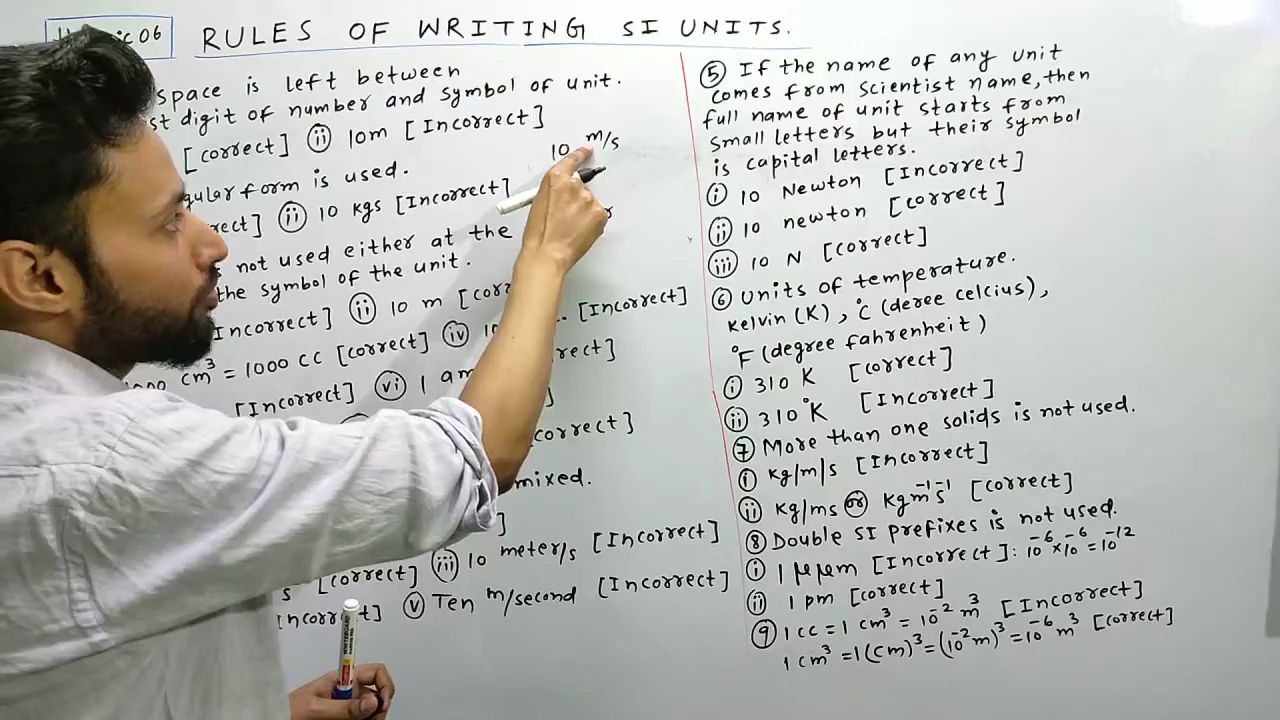 ic 06
RULES OF WRITING SI UNITS.
space is left between
st digit of number and symbol of unit.
[correct] (ii) 10m [Incorrect]
10 m/s
gular form is used.
rect] (ii) 10 kgs [Incorrect]
not used either at the
the symbol of the unit.
Incorrect] (ii) 10 m [corr
cm³ = 1000 CC [correct] (iv) 10 .. [Incorrect]
[Incorrect] (vi) 1 am rect]
correct]
mixed.
s [correct] (iii) 10 meter/s [Incorrect]
Incorrect] (v) Ten m/second [Incorrect]
(5) If the name of any unit
comes from scientist name, then
full name of unit starts from
small letters but their symbol
is capital letters.
(i) 10 Newton [Incorrect]
(ii) 10 newton [correct]
(iii) 10 N [correct]
(6) Units of temperature.
Kelvin (K), °C (deree celcius),
°F (degree fahrenheit)
(i) 310 K [correct]
(ii) 310°K [Incorrect]
(7) More than one solids is not used.
(i) kg/m/s [Incorrect]
(ii) kg/ms (or) kgm⁻¹s⁻¹ [correct]
(8) Double SI prefixes is not used.
(i) 1 μμm [Incorrect]: 10⁻⁶×10⁻⁶=10⁻¹²
(ii) 1 pm [correct]
(9) 1 cc = 1 cm³ = 10⁻² m³ [Incorrect]
1 cm³ = 1(cm)³ = (10⁻²m)³ = 10⁻⁶ m³ [correct]
WHITEBOARD